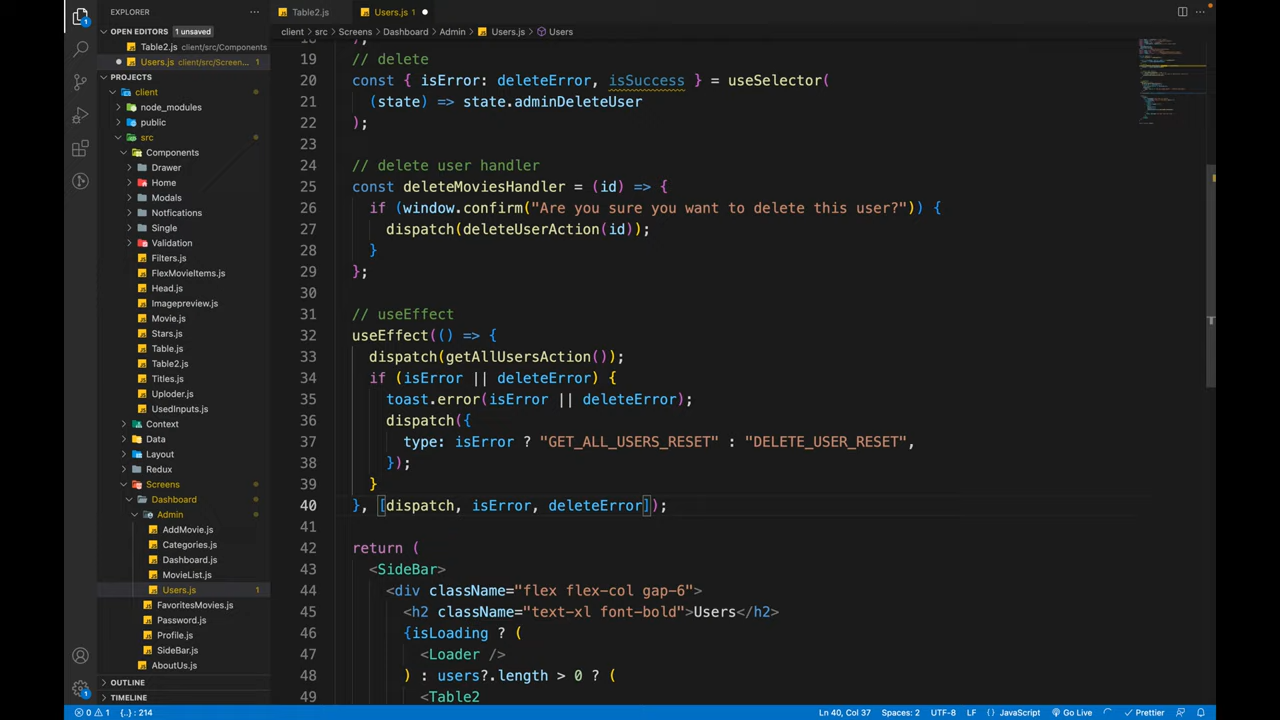 EXPLORER
OPEN EDITORS 1 unsaved
Table2.js client/src/Components
Users.js client/src/Screen... 1
PROJECTS
client
node_modules
public
src
Components
Drawer
Home
Modals
Notfications
Single
Validation
Filters.js
FlexMovieItems.js
Head.js
Imagepreview.js
Movie.js
Stars.js
Table.js
Table2.js
Titles.js
Uploder.js
UsedInputs.js
Context
Data
Layout
Redux
Screens
Dashboard
Admin
AddMovie.js
Categories.js
Dashboard.js
MovieList.js
Users.js 1
FavoritesMovies.js
Password.js
Profile.js
SideBar.js
AboutUs.js
OUTLINE
TIMELINE
Table2.js Users.js 1
client > src > Screens > Dashboard > Admin > Users.js > Users
19 // delete
20 const { isError: deleteError, isSuccess } = useSelector(
21 (state) => state.adminDeleteUser
22 );
23
24 // delete user handler
25 const deleteMoviesHandler = (id) => {
26 if (window.confirm("Are you sure you want to delete this user?")) {
27 dispatch(deleteUserAction(id));
28 }
29 };
30
31 // useEffect
32 useEffect(() => {
33 dispatch(getAllUsersAction());
34 if (isError || deleteError) {
35 toast.error(isError || deleteError);
36 dispatch({
37 type: isError ? "GET_ALL_USERS_RESET" : "DELETE_USER_RESET",
38 });
39 }
40 }, [dispatch, isError, deleteError]);
41
42 return (
43 <SideBar>
44 <div className="flex flex-col gap-6">
45 <h2 className="text-xl font-bold">Users</h2>
46 {isLoading ? (
47 <Loader />
48 ) : users?.length > 0 ? (
49 <Table2
0 1 {..}: 214 Ln 40, Col 37 Spaces: 2 UTF-8 LF {} JavaScript Go Live Prettier